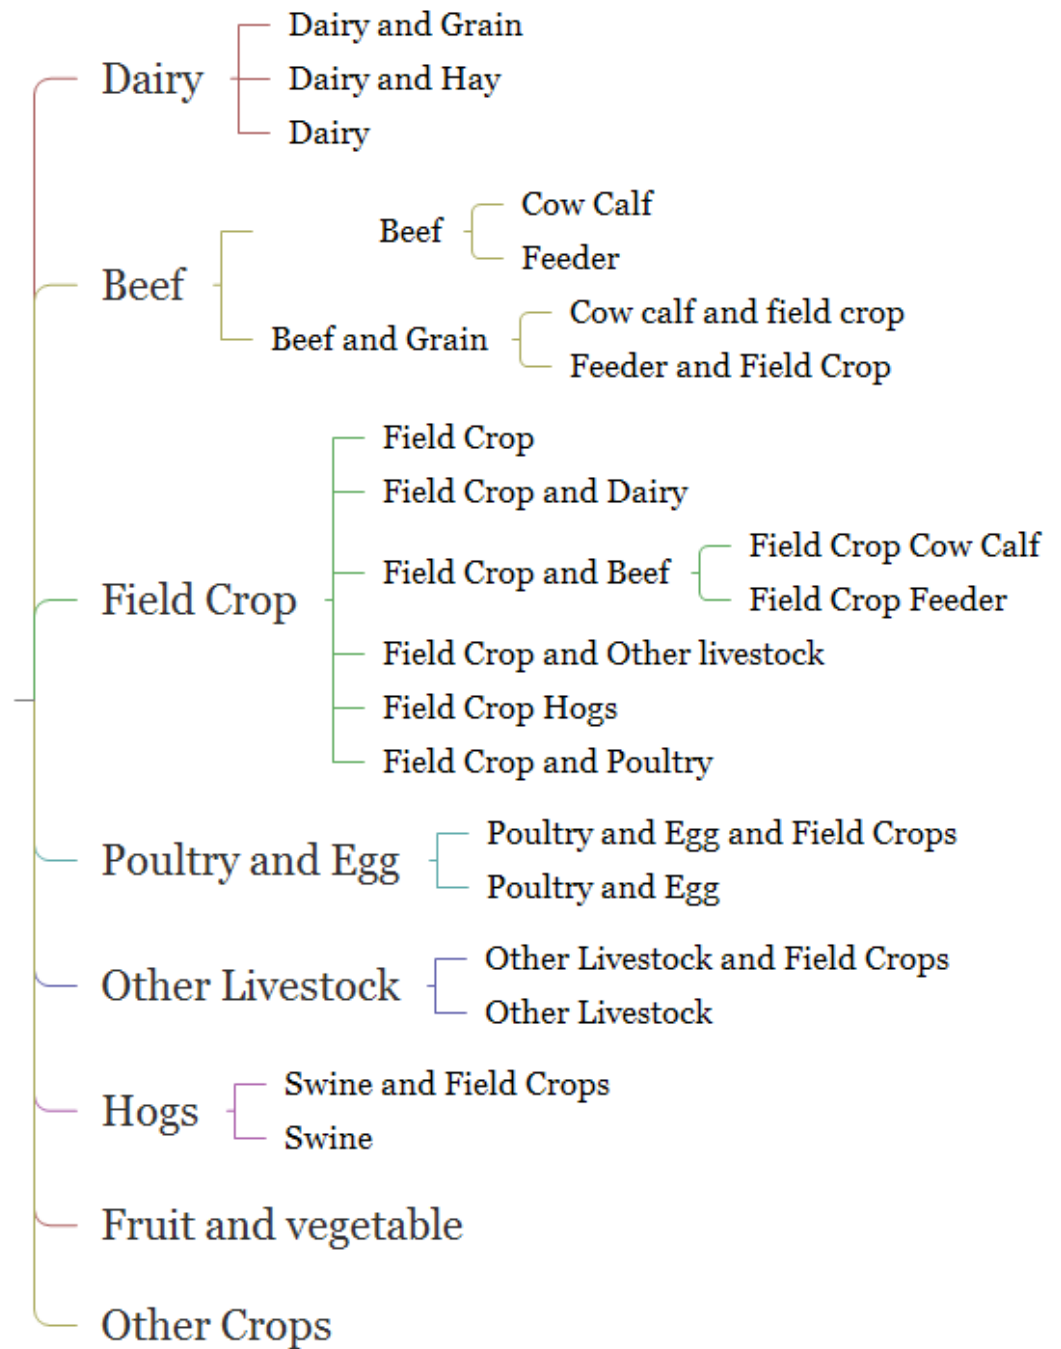 Dairy
Dairy and Grain
Dairy and Hay
Dairy
Beef
Beef
Cow Calf
Feeder
Beef and Grain
Cow calf and field crop
Feeder and Field Crop
Field Crop
Field Crop
Field Crop and Dairy
Field Crop and Beef
Field Crop Cow Calf
Field Crop Feeder
Field Crop and Other livestock
Field Crop Hogs
Field Crop and Poultry
Poultry and Egg
Poultry and Egg and Field Crops
Poultry and Egg
Other Livestock
Other Livestock and Field Crops
Other Livestock
Hogs
Swine and Field Crops
Swine
Fruit and vegetable
Other Crops